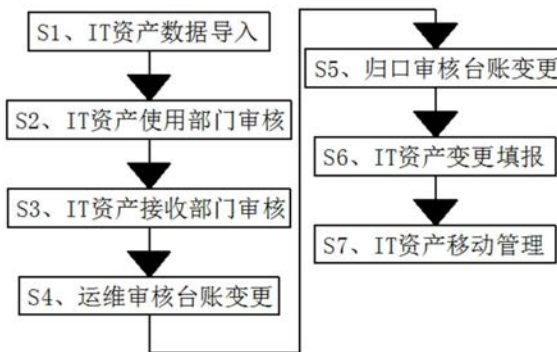 S1、IT资产数据导入
S2、IT资产使用部门审核
S3、IT资产接收部门审核
S4、运维审核台账变更
S5、归口审核台账变更
S6、IT资产变更填报
S7、IT资产移动管理